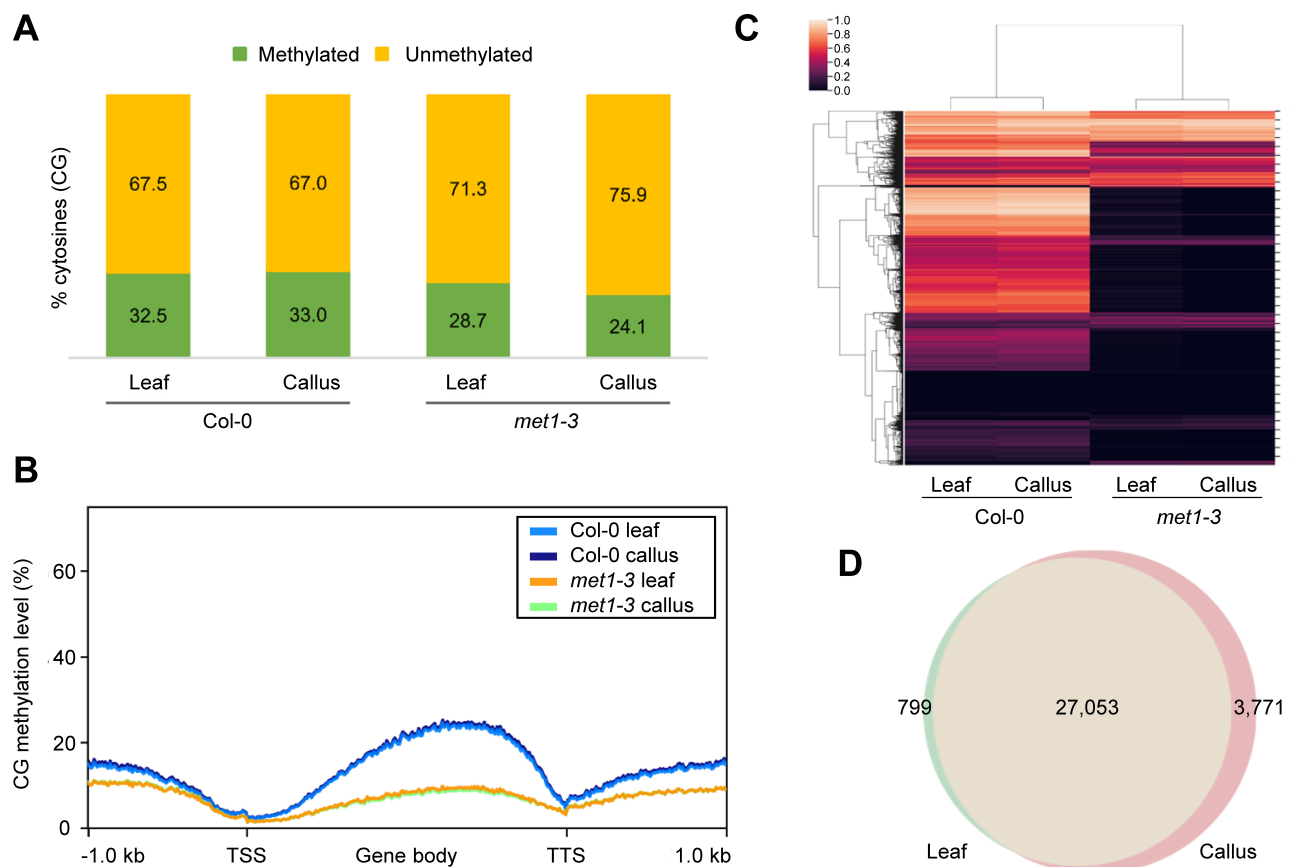 A
Methylated Unmethylated
% cytosines (CG)
67.5 67.0 71.3 75.9
32.5 33.0 28.7 24.1
Leaf Callus Leaf Callus
Col-0 met1-3
B
CG methylation level (%)
60
40
20
0
Col-0 leaf
Col-0 callus
met1-3 leaf
met1-3 callus
-1.0 kb TSS Gene body TTS 1.0 kb
C
1.0
0.8
0.6
0.4
0.2
0.0
Leaf Callus Leaf Callus
Col-0 met1-3
D
799 27,053 3,771
Leaf Callus